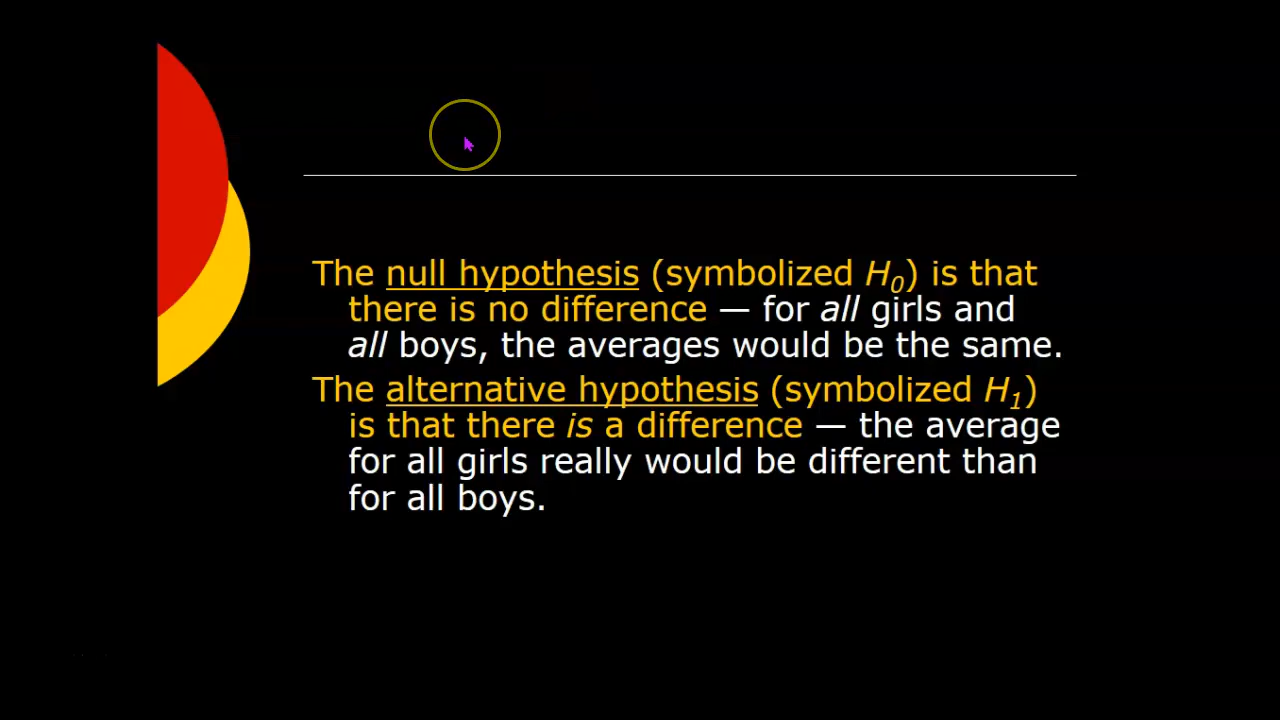 The null hypothesis (symbolized H0) is that
there is no difference — for all girls and
all boys, the averages would be the same.
The alternative hypothesis (symbolized H1)
is that there is a difference — the average
for all girls really would be different than
for all boys.